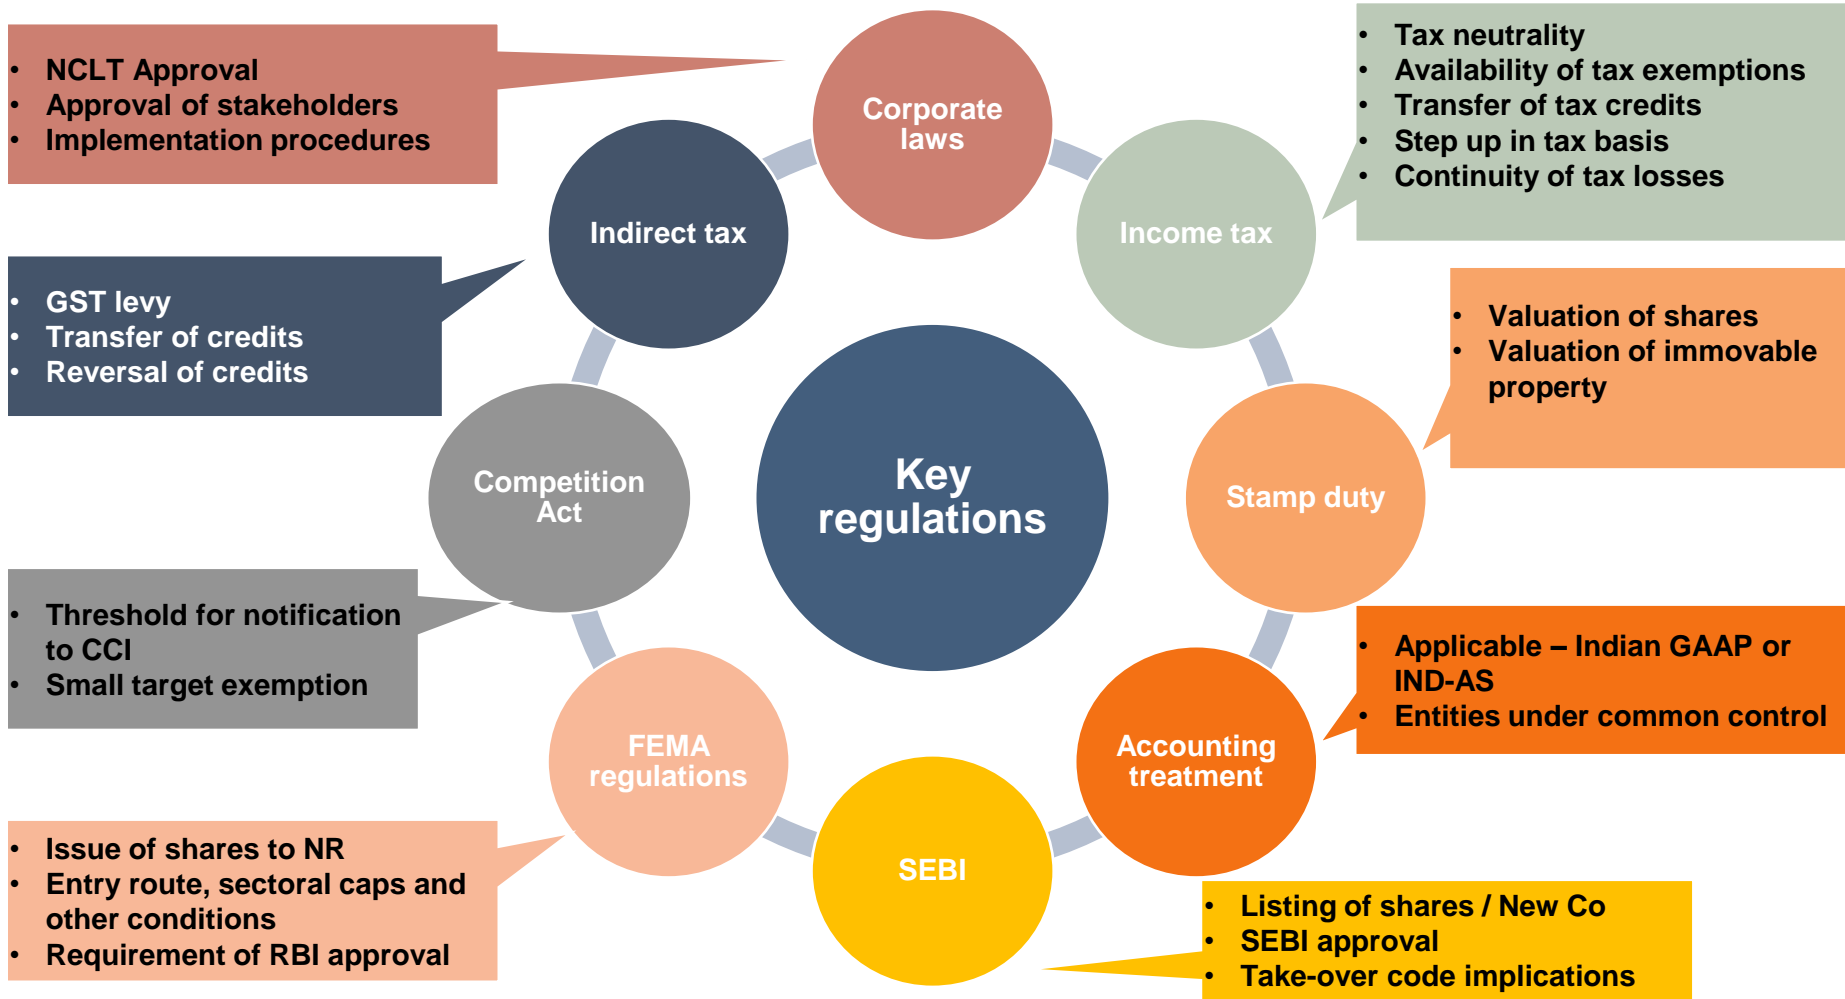 • NCLT Approval
• Approval of stakeholders
• Implementation procedures
Corporate
laws
• Tax neutrality
• Availability of tax exemptions
• Transfer of tax credits
• Step up in tax basis
• Continuity of tax losses
Indirect tax
Income tax
• GST levy
• Transfer of credits
• Reversal of credits
• Valuation of shares
• Valuation of immovable
property
Key
regulations
Competition
Act
Stamp duty
• Threshold for notification
to CCI
• Small target exemption
• Applicable – Indian GAAP or
IND-AS
• Entities under common control
FEMA
regulations
Accounting
treatment
SEBI
• Issue of shares to NR
• Entry route, sectoral caps and
other conditions
• Requirement of RBI approval
• Listing of shares / New Co
• SEBI approval
• Take-over code implications